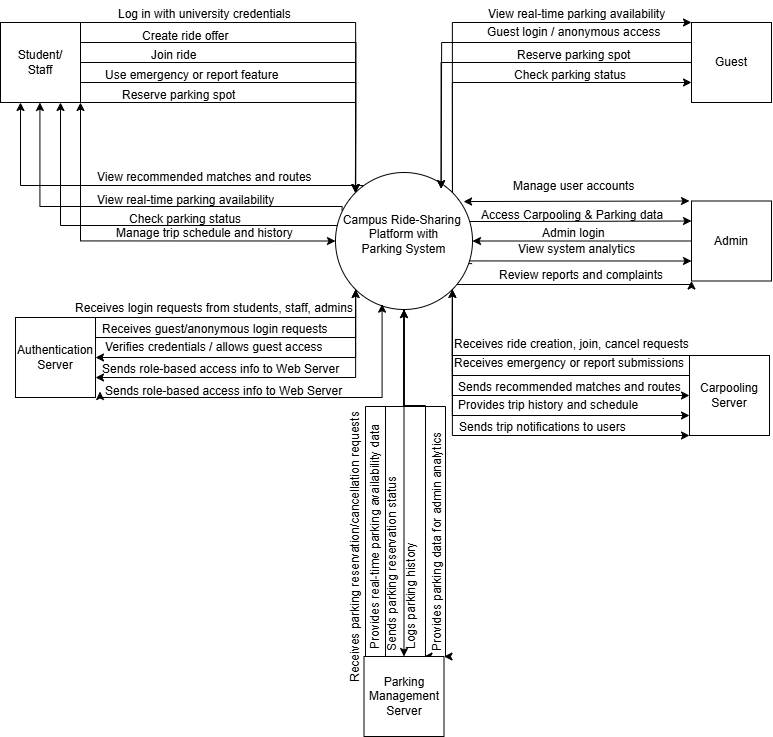 Log in with university credentials
Create ride offer
Join ride
Use emergency or report feature
Reserve parking spot
Student/
Staff
View real-time parking availability
Guest login / anonymous access
Reserve parking spot
Check parking status
Guest
View recommended matches and routes
View real-time parking availability
Check parking status
Manage trip schedule and history
Campus Ride-Sharing
Platform with
Parking System
Manage user accounts
Access Carpooling & Parking data
Admin login
View system analytics
Review reports and complaints
Admin
Receives login requests from students, staff, admins
Receives guest/anonymous login requests
Verifies credentials / allows guest access
Sends role-based access info to Web Server
Sends role-based access info to Web Server
Authentication
Server
Receives ride creation, join, cancel requests
Receives emergency or report submissions
Sends recommended matches and routes
Provides trip history and schedule
Sends trip notifications to users
Carpooling
Server
Receives parking reservation/cancellation requests
Provides real-time parking availability data
Sends parking reservation status
Logs parking history
Provides parking data for admin analytics
Parking
Management
Server